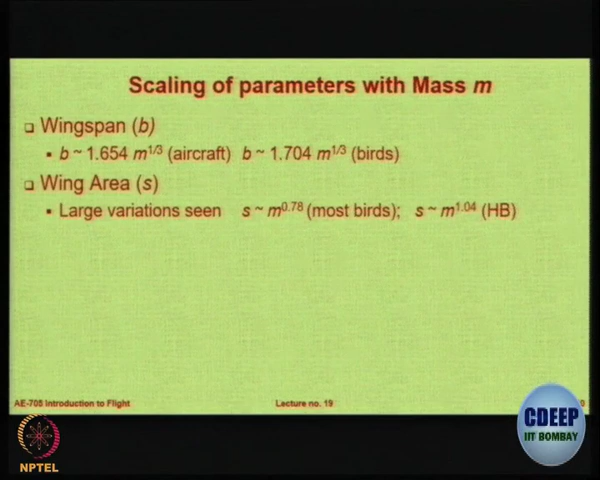 Scaling of parameters with Mass m
❑ Wingspan (b)
▪ b ~ 1.654 m^1/3 (aircraft) b ~ 1.704 m^1/3 (birds)
❑ Wing Area (s)
▪ Large variations seen s ~ m^0.78 (most birds); s ~ m^1.04 (HB)
AE-708 Introduction to Flight Lecture no. 19
CDEEP
IIT BOMBAY
NPTEL